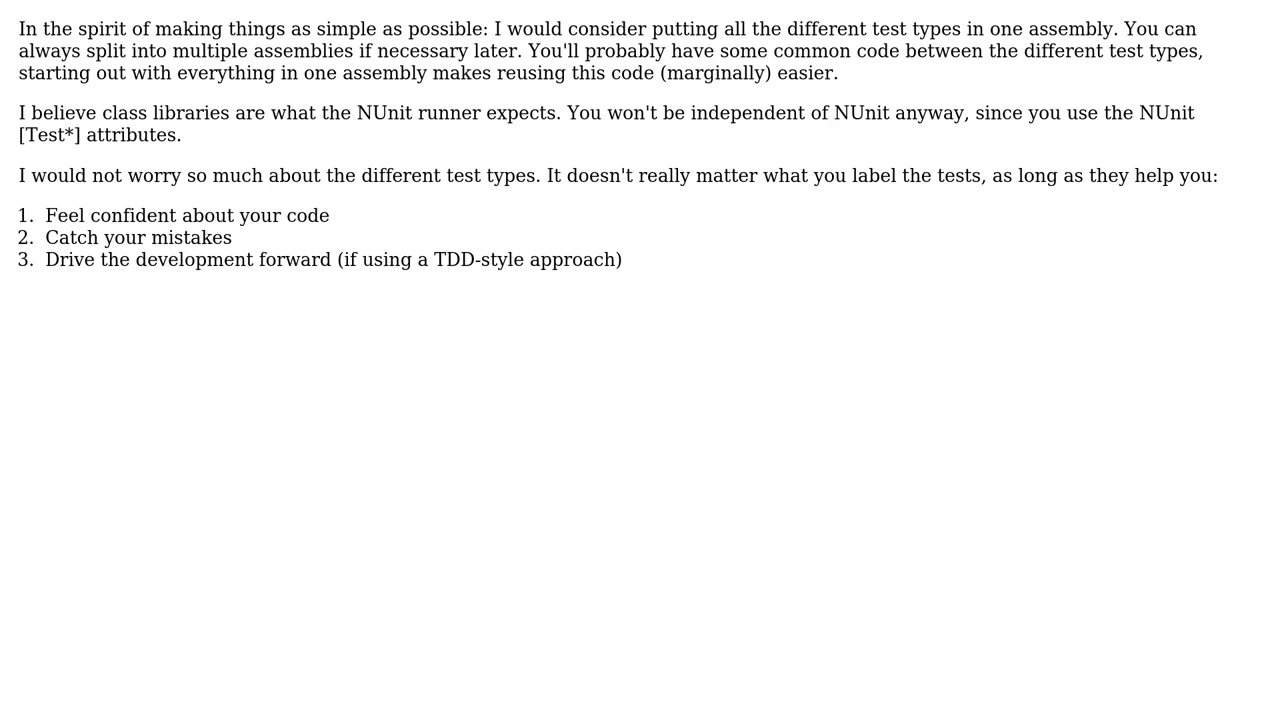 In the spirit of making things as simple as possible: I would consider putting all the different test types in one assembly. You can
always split into multiple assemblies if necessary later. You'll probably have some common code between the different test types,
starting out with everything in one assembly makes reusing this code (marginally) easier.
I believe class libraries are what the NUnit runner expects. You won't be independent of NUnit anyway, since you use the NUnit
[Test*] attributes.
I would not worry so much about the different test types. It doesn't really matter what you label the tests, as long as they help you:
1. Feel confident about your code
2. Catch your mistakes
3. Drive the development forward (if using a TDD-style approach)